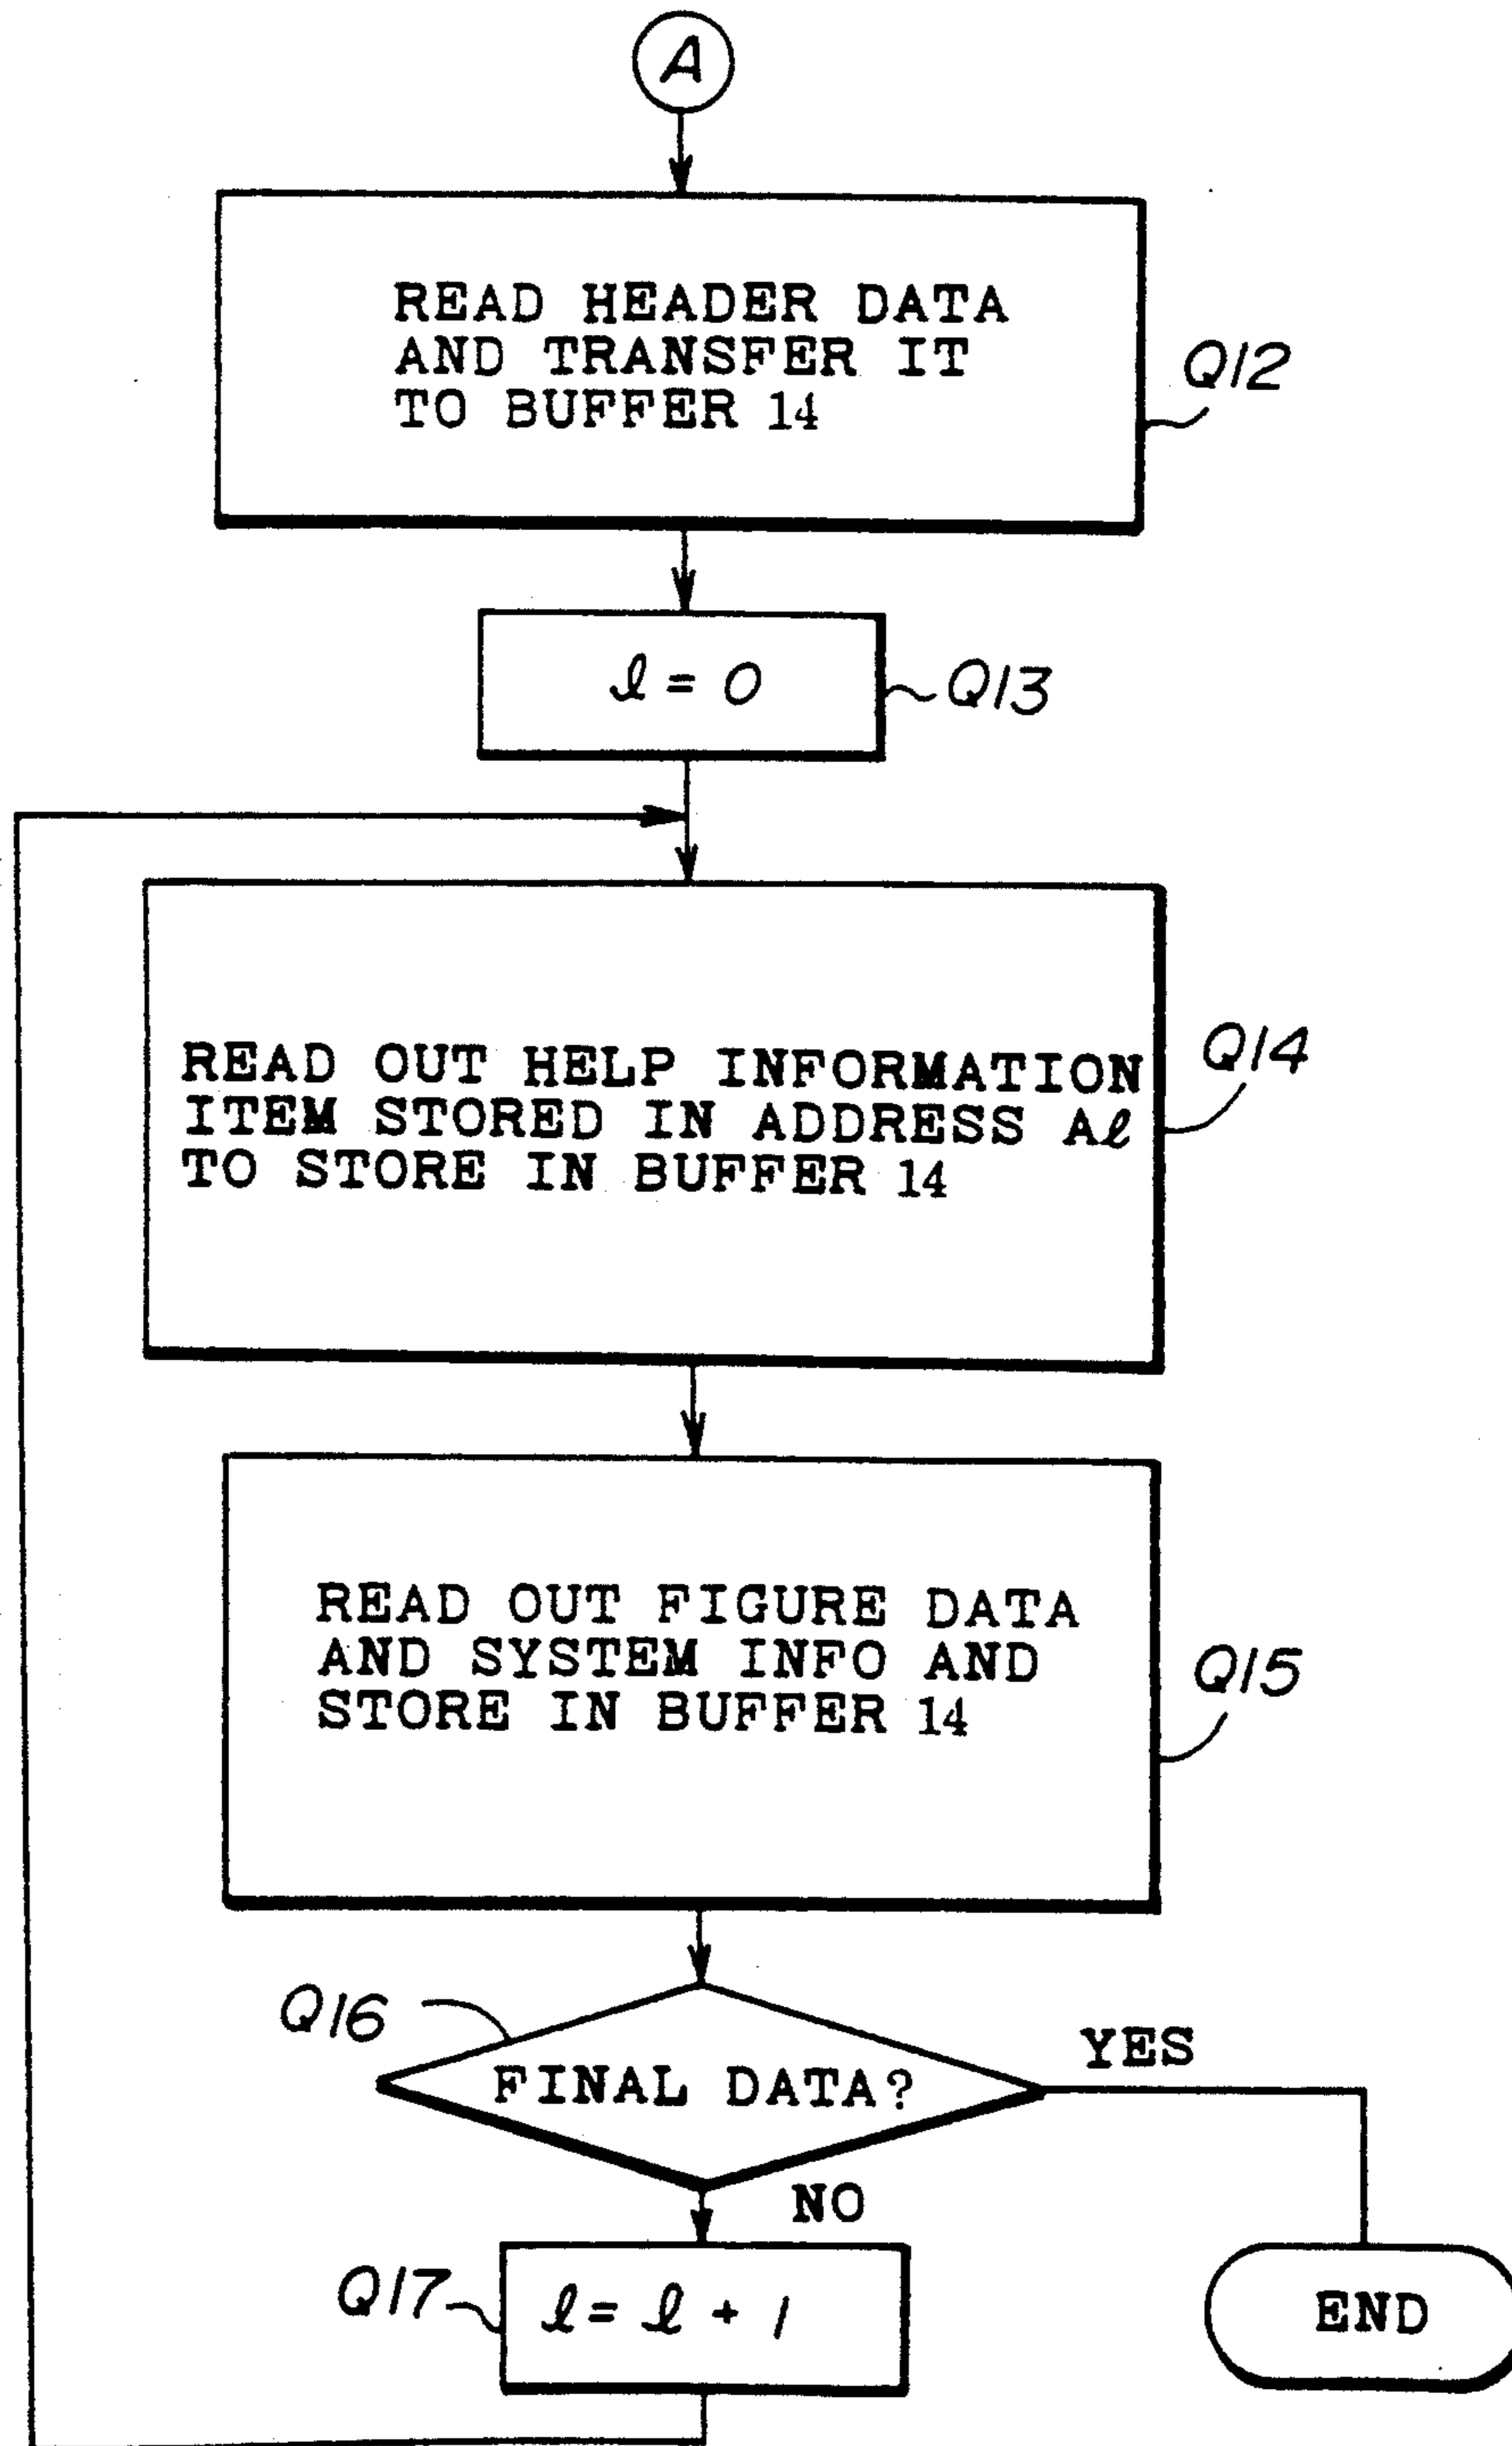 A
READ HEADER DATA
AND TRANSFER IT
TO BUFFER 14
Q12
ℓ = 0
Q13
READ OUT HELP INFORMATION
ITEM STORED IN ADDRESS Aℓ
TO STORE IN BUFFER 14
Q14
READ OUT FIGURE DATA
AND SYSTEM INFO AND
STORE IN BUFFER 14
Q15
Q16
FINAL DATA?
YES
NO
Q17
ℓ = ℓ + 1
END